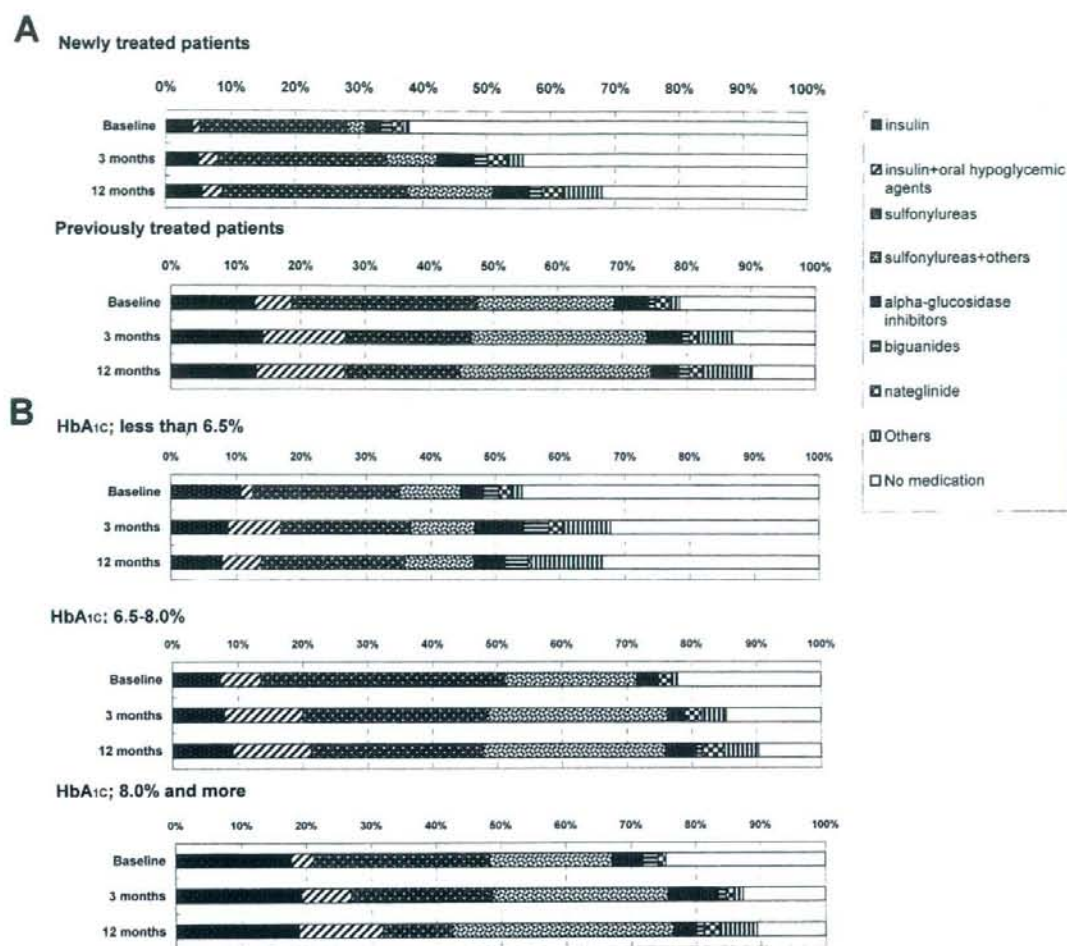 A
Newly treated patients
0% 10% 20% 30% 40% 50% 60% 70% 80% 90% 100%
Baseline
3 months
12 months
Previously treated patients
0% 10% 20% 30% 40% 50% 60% 70% 80% 90% 100%
Baseline
3 months
12 months
B
HbA1C; less than 6.5%
0% 10% 20% 30% 40% 50% 60% 70% 80% 90% 100%
Baseline
3 months
12 months
HbA1C: 6.5-8.0%
0% 10% 20% 30% 40% 50% 60% 70% 80% 90% 100%
Baseline
3 months
12 months
HbA1C; 8.0% and more
0% 10% 20% 30% 40% 50% 60% 70% 80% 90% 100%
Baseline
3 months
12 months
insulin
insulin+oral hypoglycemic
agents
sulfonylureas
sulfonylureas+others
alpha-glucosidase
inhibitors
biguanides
nateglinide
Others
No medication